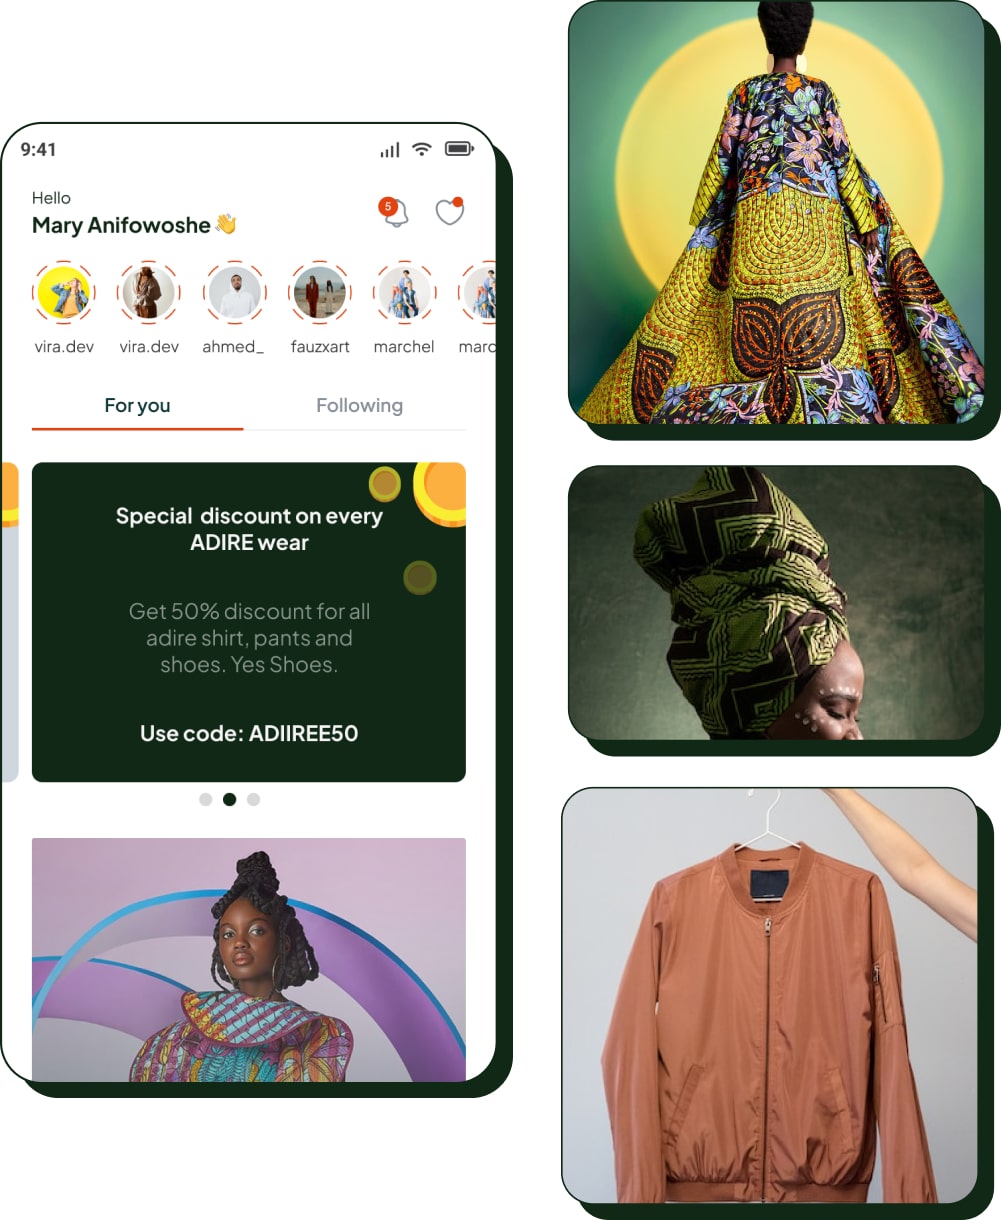 9:41
Hello
Mary Anifowoshe 👋
5
vira.dev
vira.dev
ahmed_
fauzxart
marchel
marc
For you
Following
Special discount on every
ADIRE wear
Get 50% discount for all
adire shirt, pants and
shoes. Yes Shoes.
Use code: ADIIREE50